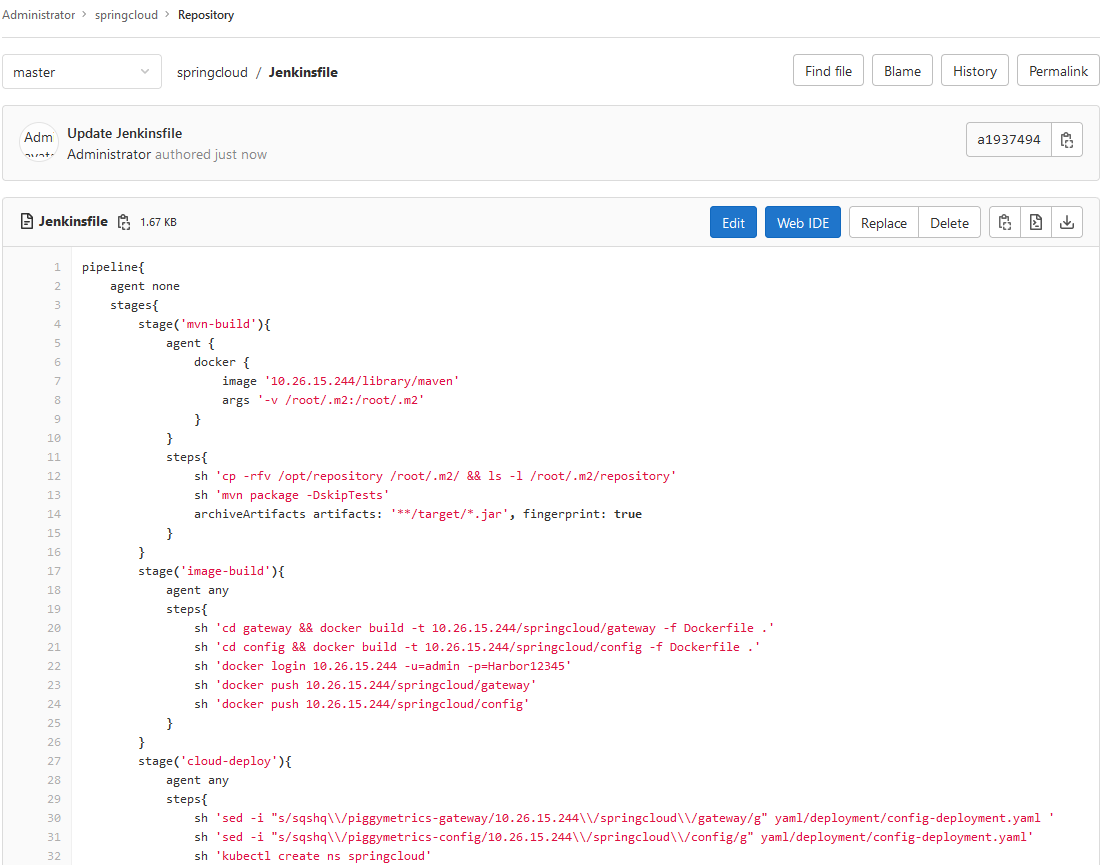 Administrator > springcloud > Repository
master springcloud / Jenkinsfile Find file Blame History Permalink
Adm Update Jenkinsfile a1937494
Administrator authored just now
Jenkinsfile 1.67 KB Edit Web IDE Replace Delete
1 pipeline{
2     agent none
3     stages{
4         stage('mvn-build'){
5             agent {
6                 docker {
7                     image '10.26.15.244/library/maven'
8                     args '-v /root/.m2:/root/.m2'
9                 }
10             }
11             steps{
12                 sh 'cp -rfv /opt/repository /root/.m2/ && ls -l /root/.m2/repository'
13                 sh 'mvn package -DskipTests'
14                 archiveArtifacts artifacts: '**/target/*.jar', fingerprint: true
15             }
16         }
17         stage('image-build'){
18             agent any
19             steps{
20                 sh 'cd gateway && docker build -t 10.26.15.244/springcloud/gateway -f Dockerfile .'
21                 sh 'cd config && docker build -t 10.26.15.244/springcloud/config -f Dockerfile .'
22                 sh 'docker login 10.26.15.244 -u=admin -p=Harbor12345'
23                 sh 'docker push 10.26.15.244/springcloud/gateway'
24                 sh 'docker push 10.26.15.244/springcloud/config'
25             }
26         }
27         stage('cloud-deploy'){
28             agent any
29             steps{
30                 sh 'sed -i "s/sqshq\\/piggymetrics-gateway/10.26.15.244\\/springcloud\\/gateway/g" yaml/deployment/config-deployment.yaml '
31                 sh 'sed -i "s/sqshq\\/piggymetrics-config/10.26.15.244\\/springcloud\\/config/g" yaml/deployment/config-deployment.yaml'
32                 sh 'kubectl create ns springcloud'